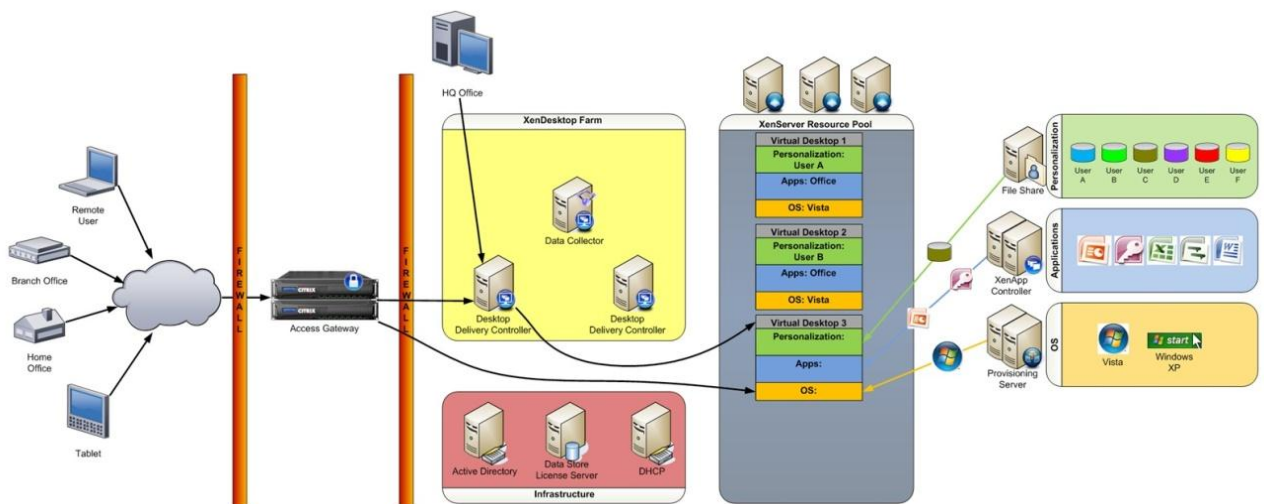 HQ Office
XenDesktop Farm
XenServer Resource Pool
Remote
User
Branch Office
Home
Office
Tablet
FIREWALL
CITRIX
Access Gateway
FIREWALL
Data Collector
Desktop
Delivery Controller
Desktop
Delivery Controller
Active Directory
Data Store
License Server
DHCP
Infrastructure
Virtual Desktop 1
Personalization:
User A
Apps: Office
OS: Vista
Virtual Desktop 2
Personalization:
User B
Apps: Office
OS: Vista
Virtual Desktop 3
Personalization:
Apps:
OS:
File Share
Personalization
User
A
User
B
User
C
User
D
User
E
User
F
XenApp
Controller
Applications
Provisioning
Server
OS
Vista
start
Windows
XP